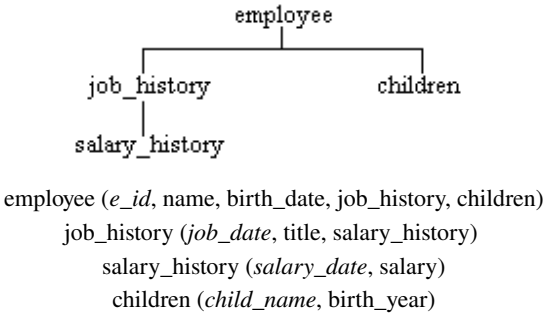 employee
job_history children
salary_history
employee (e_id, name, birth_date, job_history, children)
job_history (job_date, title, salary_history)
salary_history (salary_date, salary)
children (child_name, birth_year)